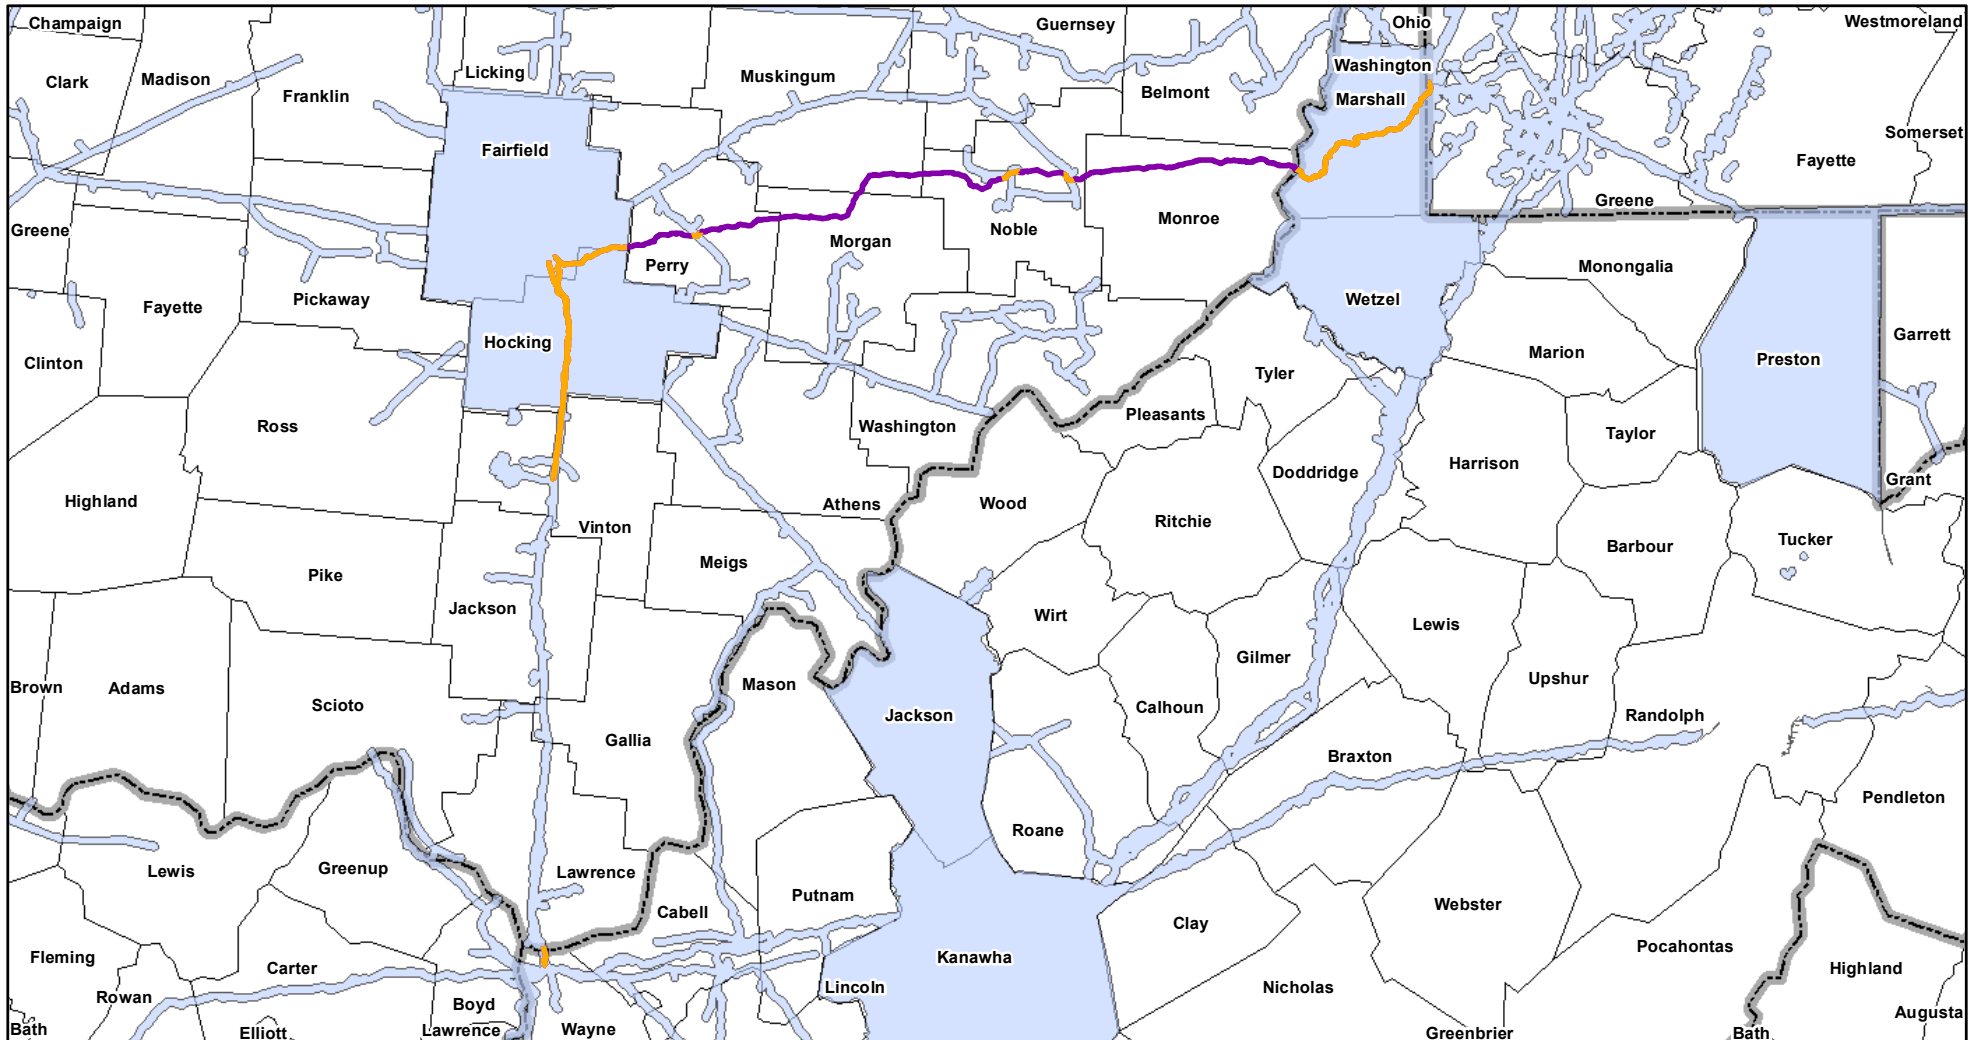 Champaign
Guernsey
Ohio
Westmoreland
Clark
Madison
Licking
Muskingum
Washington
Franklin
Belmont
Marshall
Somerset
Fairfield
Fayette
Greene
Greene
Perry
Morgan
Noble
Monroe
Monongalia
Fayette
Pickaway
Wetzel
Garrett
Clinton
Hocking
Marion
Preston
Tyler
Ross
Washington
Pleasants
Taylor
Highland
Athens
Wood
Doddridge
Harrison
Grant
Vinton
Ritchie
Barbour
Tucker
Pike
Meigs
Jackson
Wirt
Lewis
Gilmer
Brown
Adams
Mason
Upshur
Scioto
Jackson
Calhoun
Randolph
Gallia
Braxton
Pendleton
Roane
Lewis
Greenup
Lawrence
Putnam
Cabell
Clay
Webster
Fleming
Carter
Kanawha
Pocahontas
Highland
Rowan
Boyd
Lincoln
Nicholas
Augusta
Bath
Elliott
Lawrence
Wayne
Greenbrier
Bath